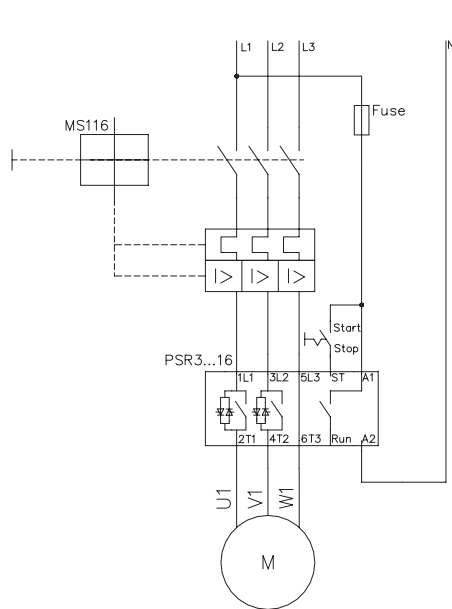 L1 L2 L3 N
Fuse
MS116
I> I> I>
Start
Stop
PSR3...16
1L1 3L2 5L3 ST A1
2T1 4T2 6T3 Run A2
U1 V1 W1
M